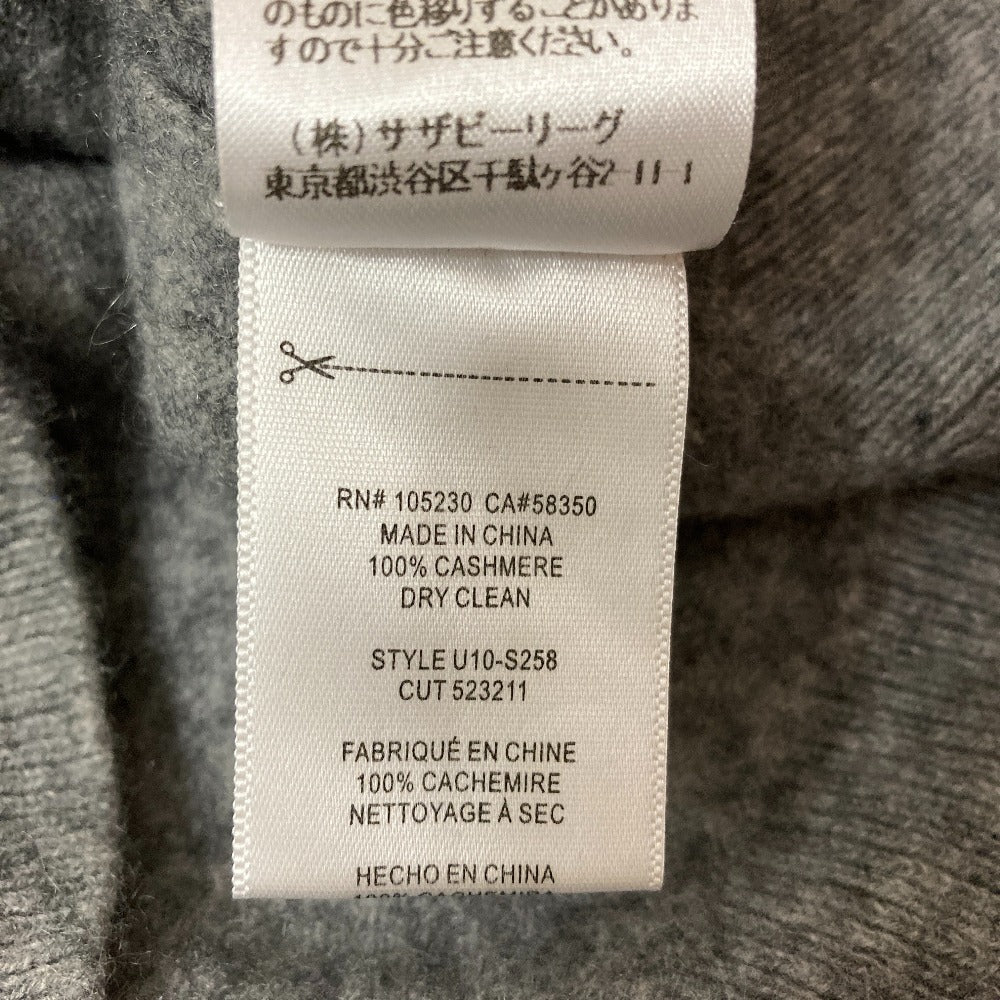 のものに色移りすることがありま
すので十分ご注意ください。
(株)サザビーリーグ
東京都渋谷区千駄ヶ谷2-11-1
RN# 105230 CA#58350
MADE IN CHINA
100% CASHMERE
DRY CLEAN
STYLE U10-S258
CUT 523211
FABRIQUÉ EN CHINE
100% CACHEMIRE
NETTOYAGE À SEC
HECHO EN CHINA
100% CACHEMIRA